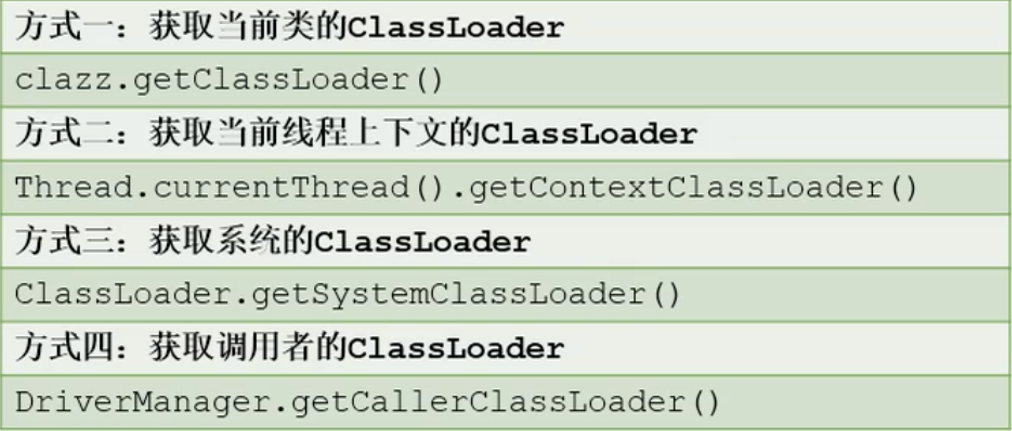 方式一：获取当前类的ClassLoader
clazz.getClassLoader()
方式二：获取当前线程上下文的ClassLoader
Thread.currentThread().getContextClassLoader()
方式三：获取系统的ClassLoader
ClassLoader.getSystemClassLoader()
方式四：获取调用者的ClassLoader
DriverManager.getCallerClassLoader()